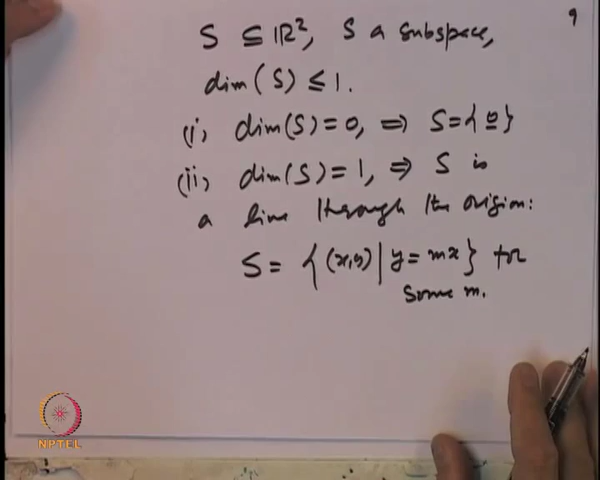 9
S ⊆ ℝ², S a subspace,
dim(S) ≤ 1.
(i) dim(S)=0, ⇒ S={0}
(ii) dim(S)=1, ⇒ S is
a line through the origin:
S= {(x,y) | y=mx} for
some m.
NPTEL